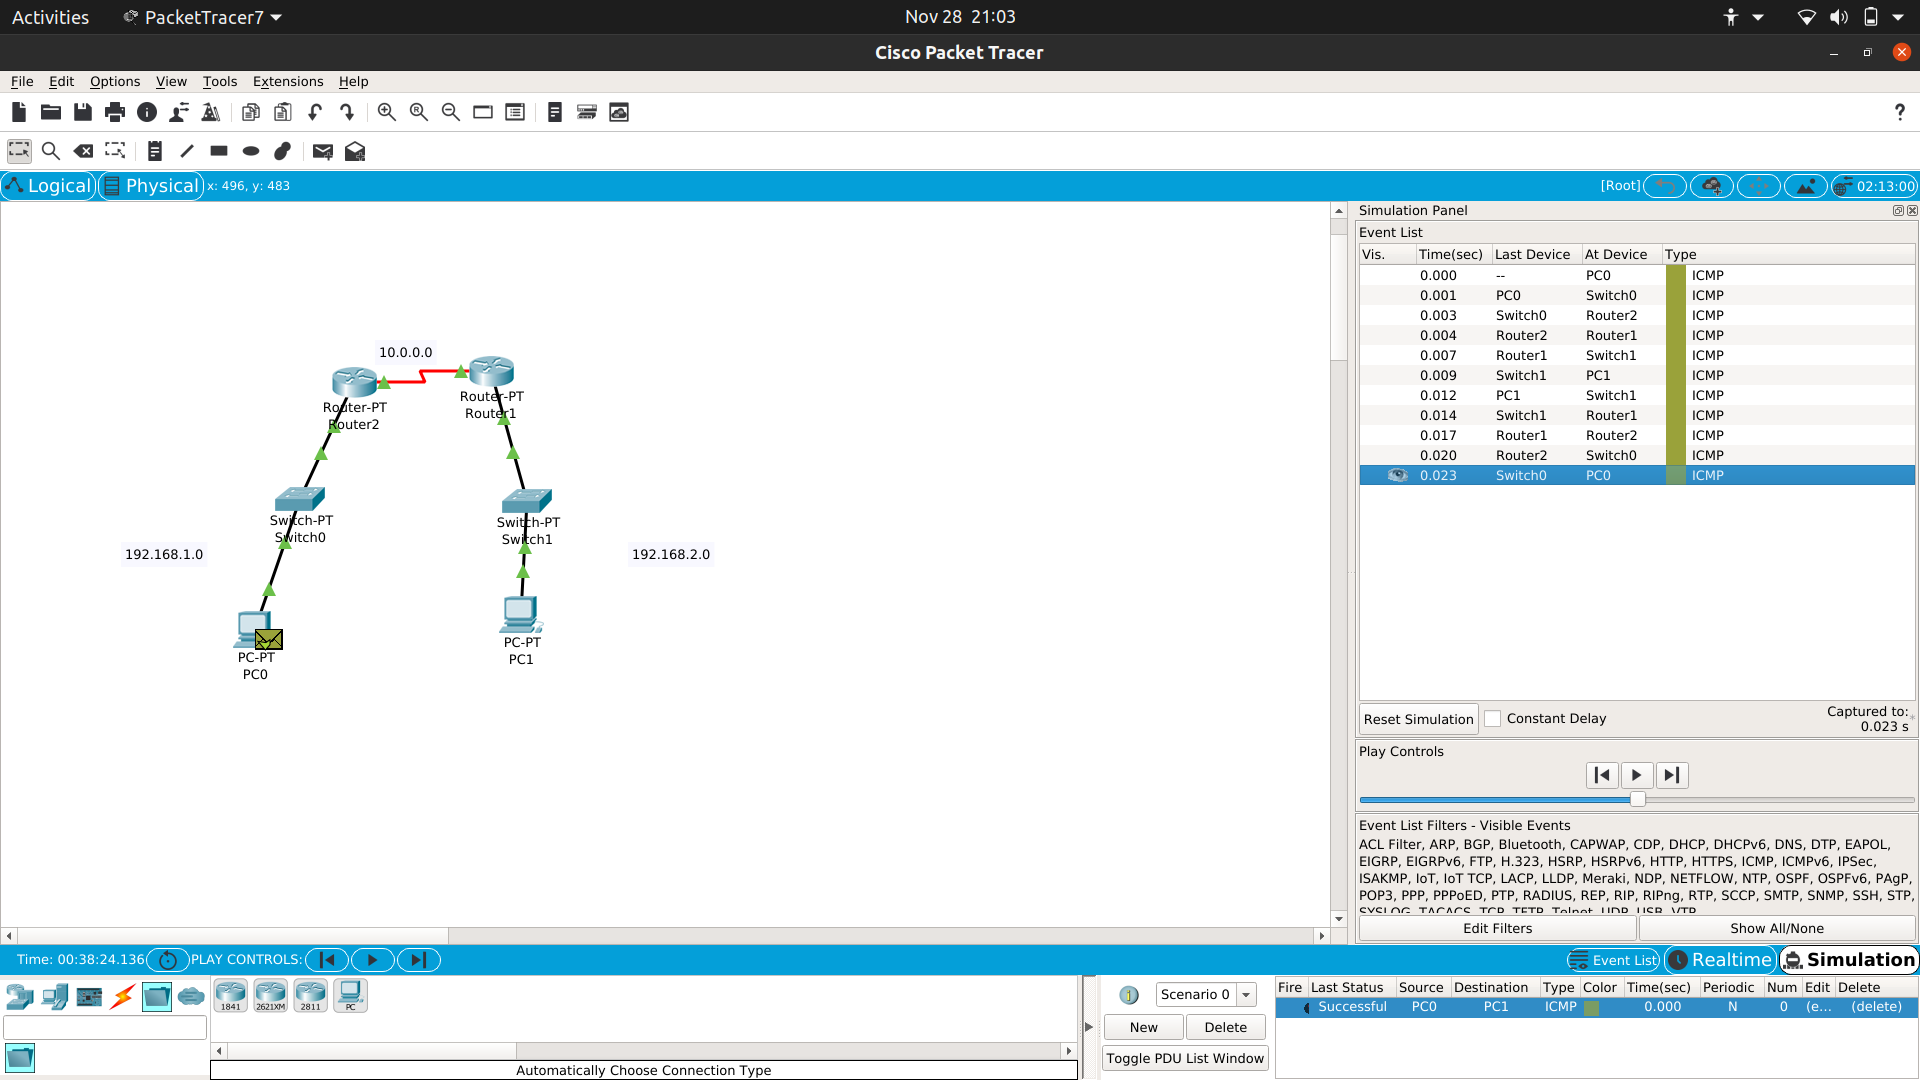 Activities PacketTracer7 Nov 28 21:03
Cisco Packet Tracer
File Edit Options View Tools Extensions Help
?
Logical Physical x: 496, y: 483 [Root] 02:13:00
Simulation Panel
Event List
Vis. Time(sec) Last Device At Device Type
0.000 -- PC0 ICMP
0.001 PC0 Switch0 ICMP
0.003 Switch0 Router2 ICMP
0.004 Router2 Router1 ICMP
0.007 Router1 Switch1 ICMP
0.009 Switch1 PC1 ICMP
0.012 PC1 Switch1 ICMP
0.014 Switch1 Router1 ICMP
0.017 Router1 Router2 ICMP
0.020 Router2 Switch0 ICMP
0.023 Switch0 PC0 ICMP
10.0.0.0
Router-PT
Router2
Router-PT
Router1
Switch-PT
Switch0
Switch-PT
Switch1
192.168.1.0
192.168.2.0
PC-PT
PC0
PC-PT
PC1
Reset Simulation Constant Delay Captured to:
0.023 s
Play Controls
Event List Filters - Visible Events
ACL Filter, ARP, BGP, Bluetooth, CAPWAP, CDP, DHCP, DHCPv6, DNS, DTP, EAPOL,
EIGRP, EIGRPv6, FTP, H.323, HSRP, HSRPv6, HTTP, HTTPS, ICMP, ICMPv6, IPSec,
ISAKMP, IoT, IoT TCP, LACP, LLDP, Meraki, NDP, NETFLOW, NTP, OSPF, OSPFv6, PAgP,
POP3, PPP, PPPoED, PTP, RADIUS, REP, RIP, RIPng, RTP, SCCP, SMTP, SNMP, SSH, STP,
SYSLOG, TACACS, TCP, TFTP, Telnet, UDP, USB, VTP
Edit Filters Show All/None
Time: 00:38:24.136 PLAY CONTROLS: Event List Realtime Simulation
1841 2621XM 2811 PC
Automatically Choose Connection Type
Scenario 0
New Delete
Toggle PDU List Window
Fire Last Status Source Destination Type Color Time(sec) Periodic Num Edit Delete
Successful PC0 PC1 ICMP 0.000 N 0 (e... (delete)